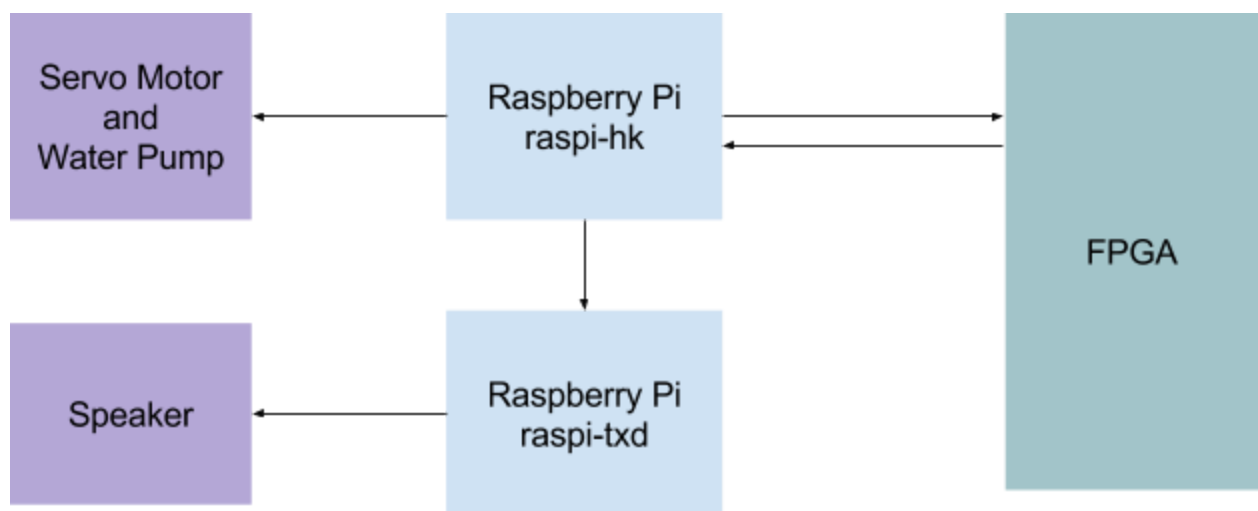 Servo Motor
and
Water Pump
Raspberry Pi
raspi-hk
FPGA
Speaker
Raspberry Pi
raspi-txd